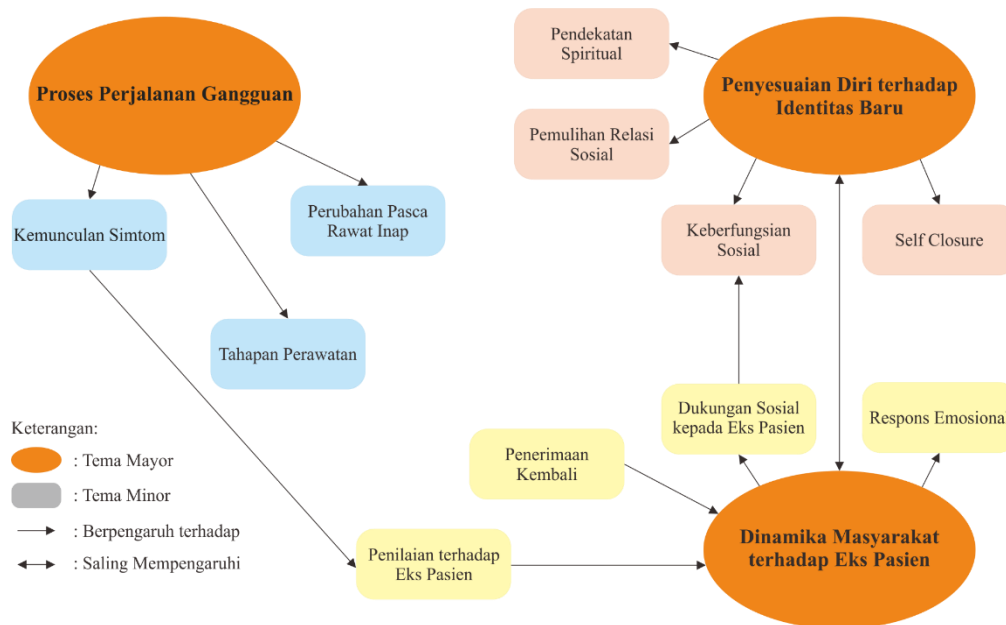 Proses Perjalanan Gangguan
Kemunculan Simtom
Perubahan Pasca
Rawat Inap
Tahapan Perawatan
Pendekatan
Spiritual
Penyesuaian Diri terhadap
Identitas Baru
Pemulihan Relasi
Sosial
Keberfungsian
Sosial
Self Closure
Dukungan Sosial
kepada Eks Pasien
Respons Emosional
Penerimaan
Kembali
Penilaian terhadap
Eks Pasien
Dinamika Masyarakat
terhadap Eks Pasien
Keterangan:
: Tema Mayor
: Tema Minor
: Berpengaruh terhadap
: Saling Mempengaruhi